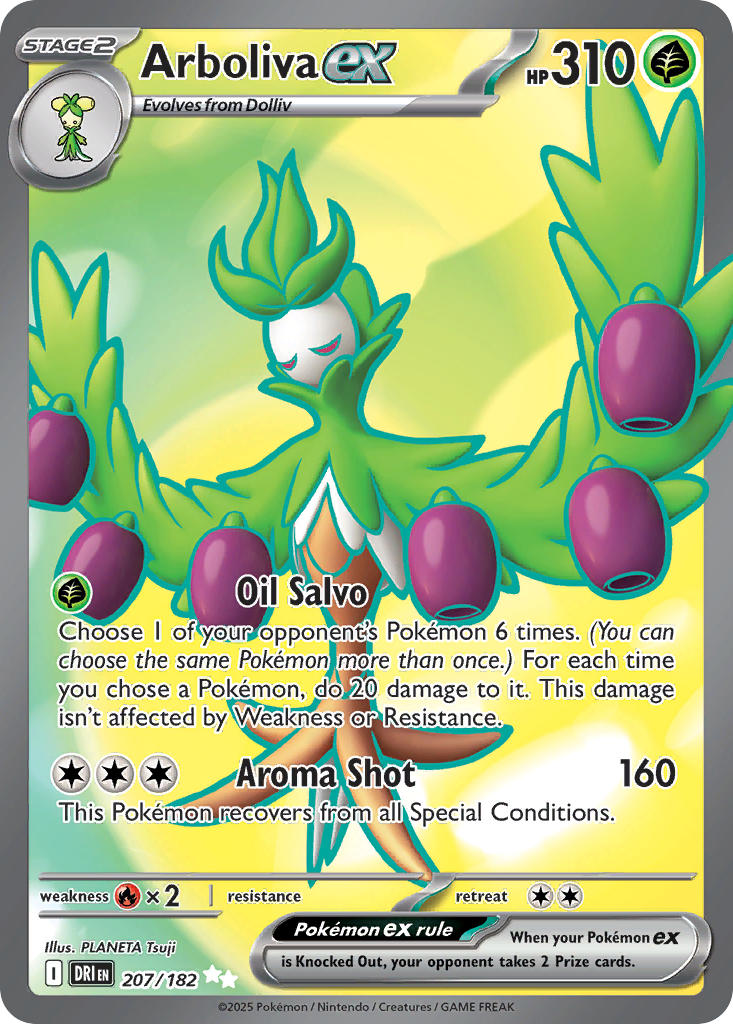 STAGE2
Arboliva ex
HP310
Evolves from Dolliv
Oil Salvo
Choose 1 of your opponent's Pokémon 6 times. (You can
choose the same Pokémon more than once.) For each time
you chose a Pokémon, do 20 damage to it. This damage
isn't affected by Weakness or Resistance.
Aroma Shot 160
This Pokémon recovers from all Special Conditions.
weakness ×2 resistance retreat
Illus. PLANETA Tsuji
Pokémon ex rule When your Pokémon ex
is Knocked Out, your opponent takes 2 Prize cards.
I DRI EN 207/182
©2025 Pokémon / Nintendo / Creatures / GAME FREAK